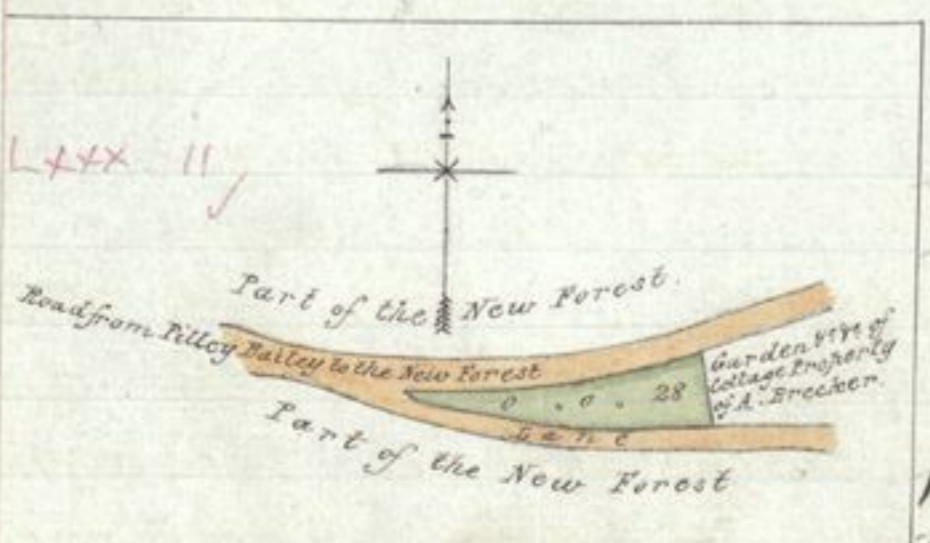 Lxxx 11
Part of the New Forest.
Road from Pilley Bailey to the New Forest
0 . 0 . 28
Garden &c &c of
Cottage Property
of A. Brecker.
Lane
Part of the New Forest